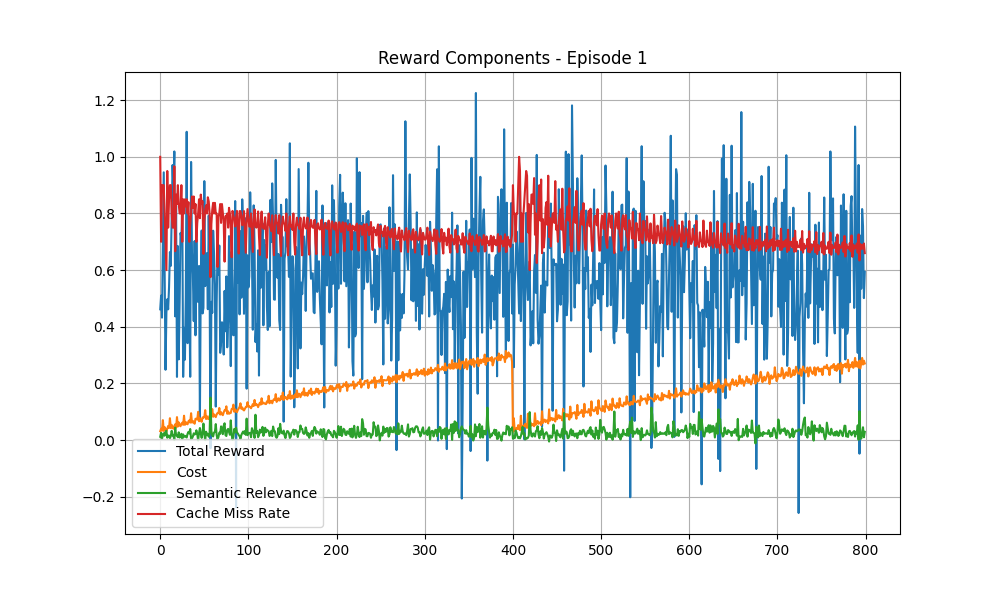 Reward Components - Episode 1
1.2
1.0
0.8
0.6
0.4
0.2
0.0
−0.2
Total Reward
Cost
Semantic Relevance
Cache Miss Rate
0 100 200 300 400 500 600 700 800